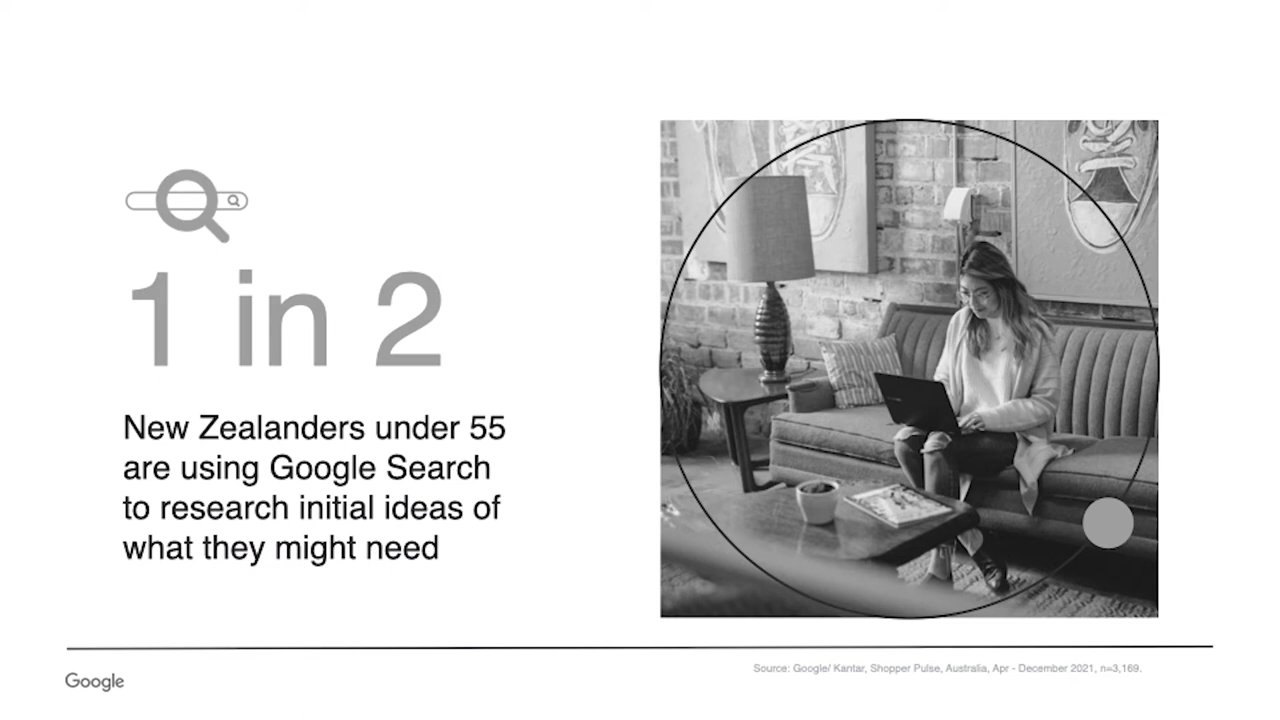 1 in 2
New Zealanders under 55
are using Google Search
to research initial ideas of
what they might need
Google
Source: Google/ Kantar, Shopper Pulse, Australia, Apr - December 2021, n=3,169.